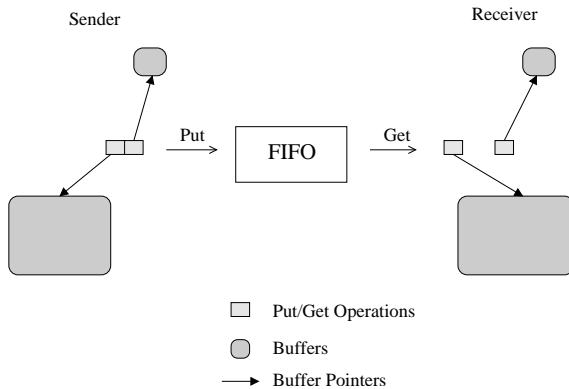 Sender
Receiver
Put
FIFO
Get
Put/Get Operations
Buffers
Buffer Pointers